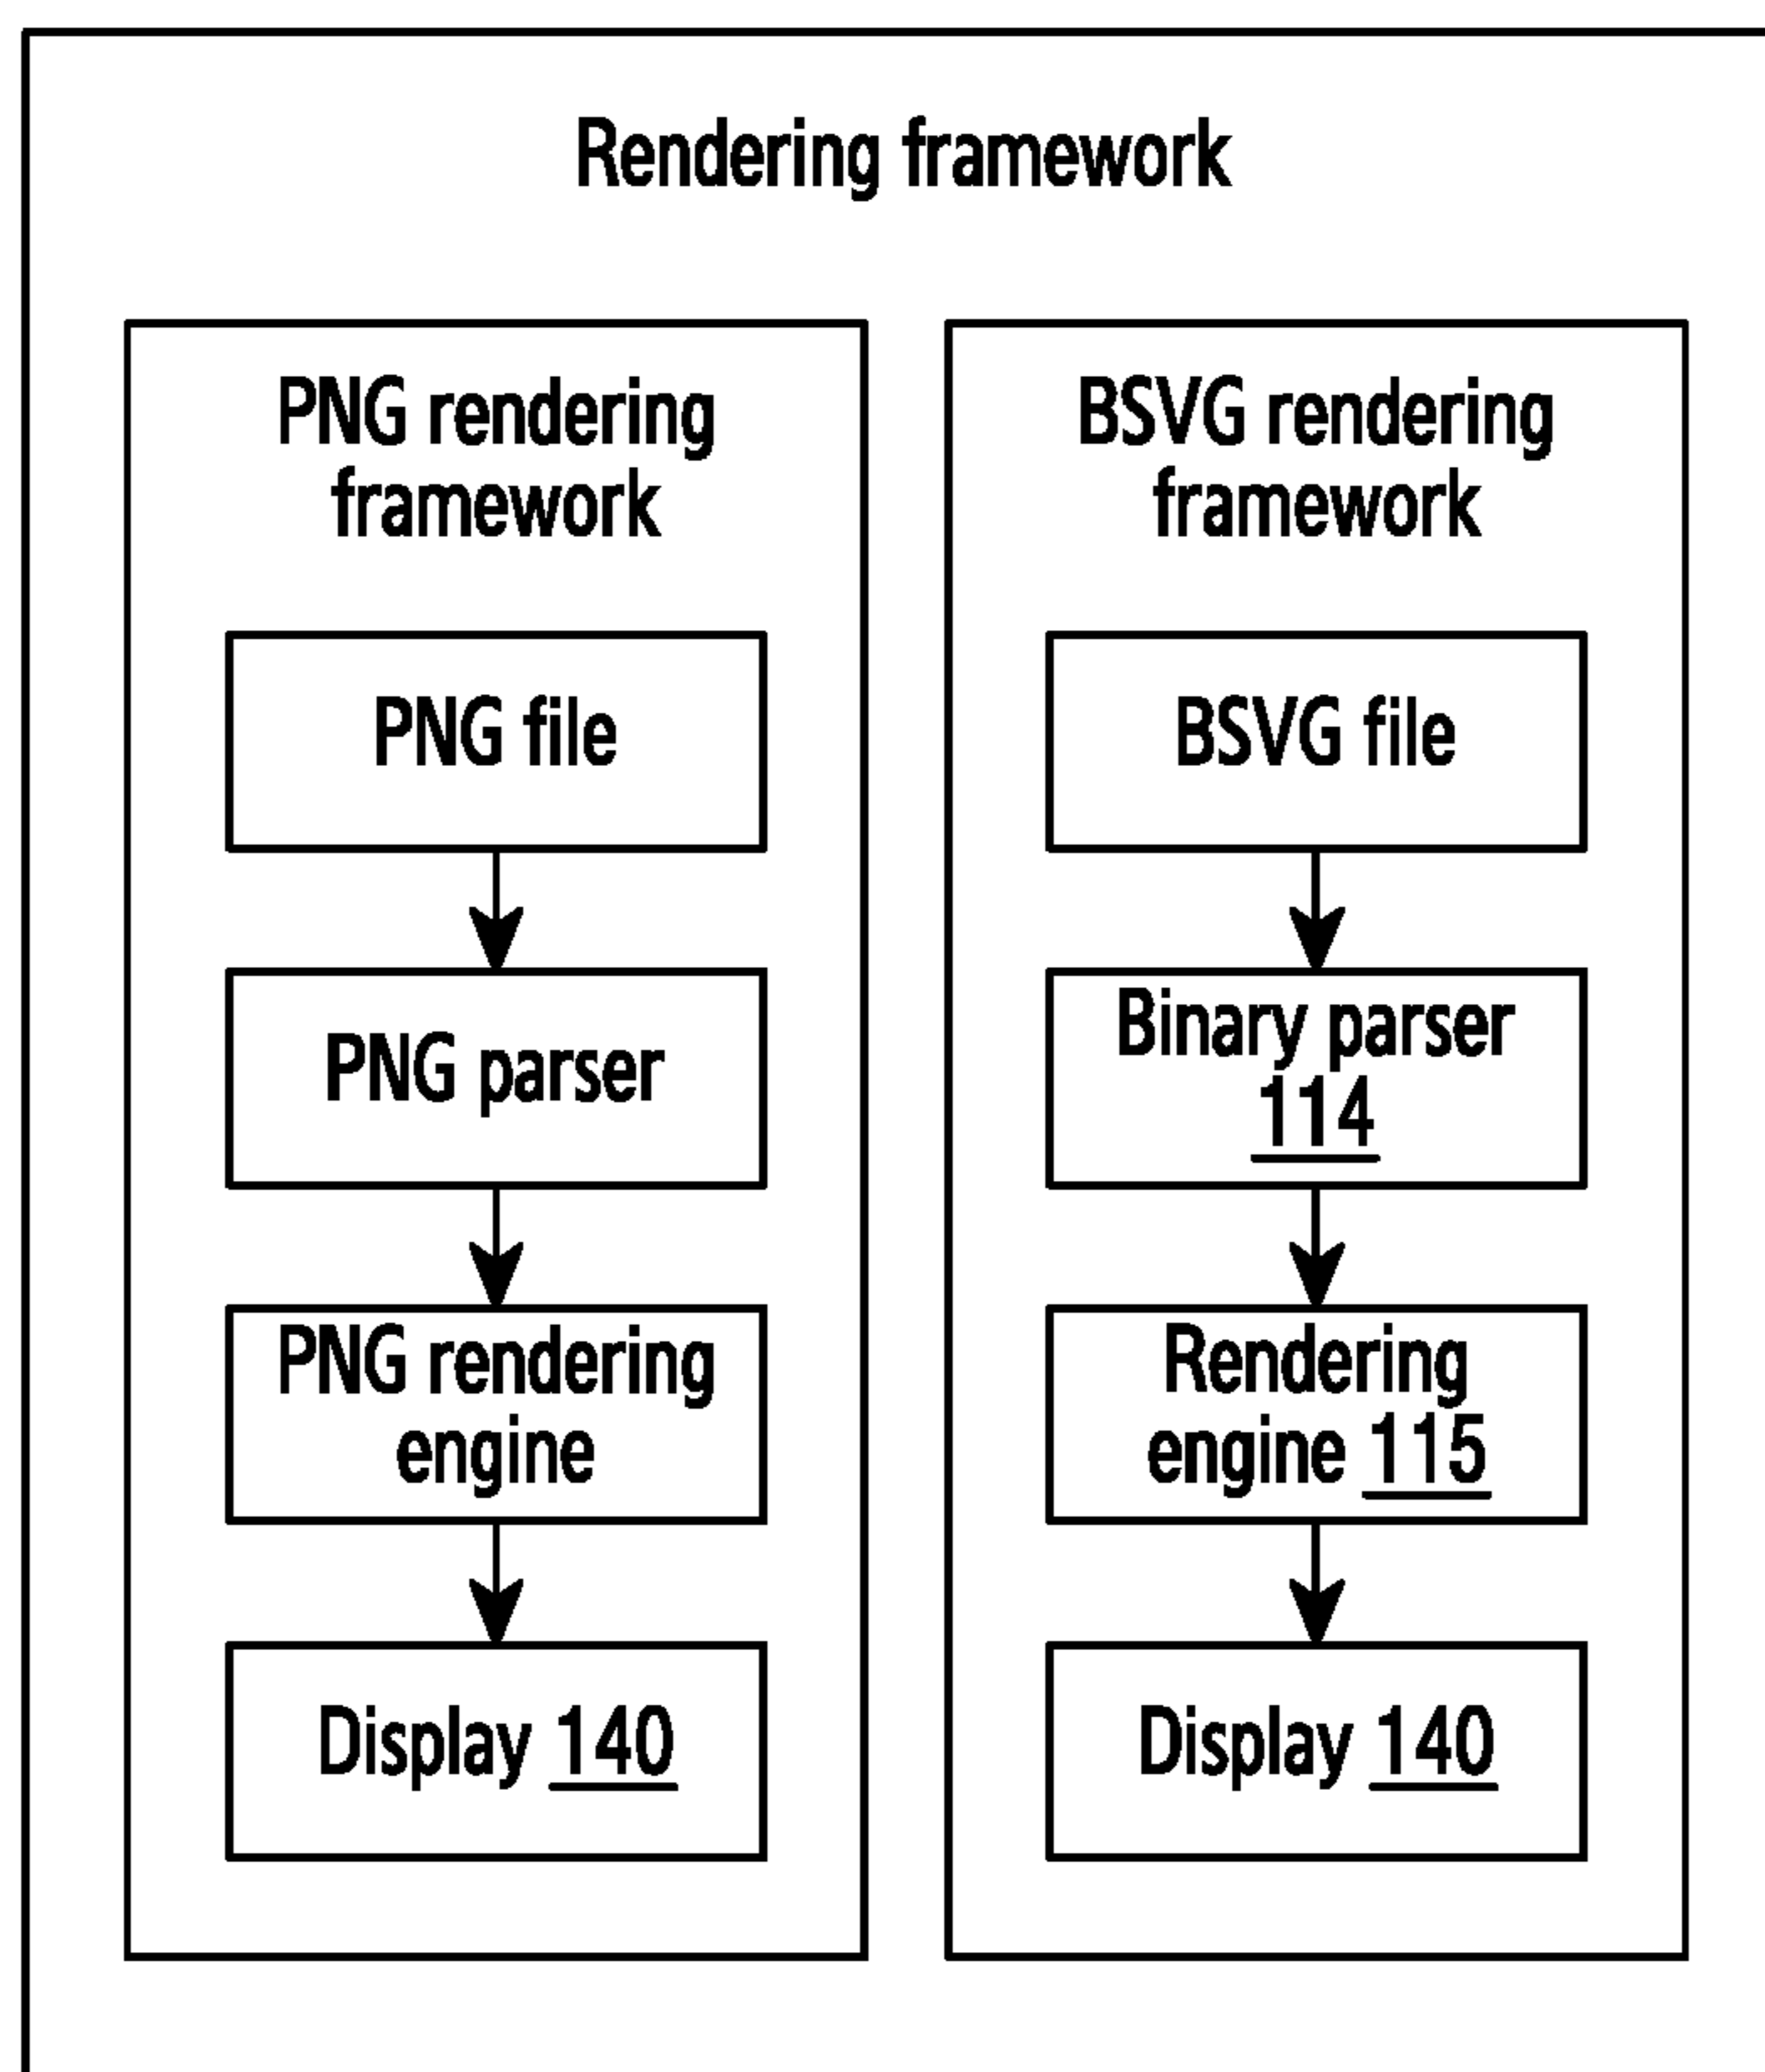 Rendering framework
PNG rendering
framework
PNG file
PNG parser
PNG rendering
engine
Display 140
BSVG rendering
framework
BSVG file
Binary parser
114
Rendering
engine 115
Display 140